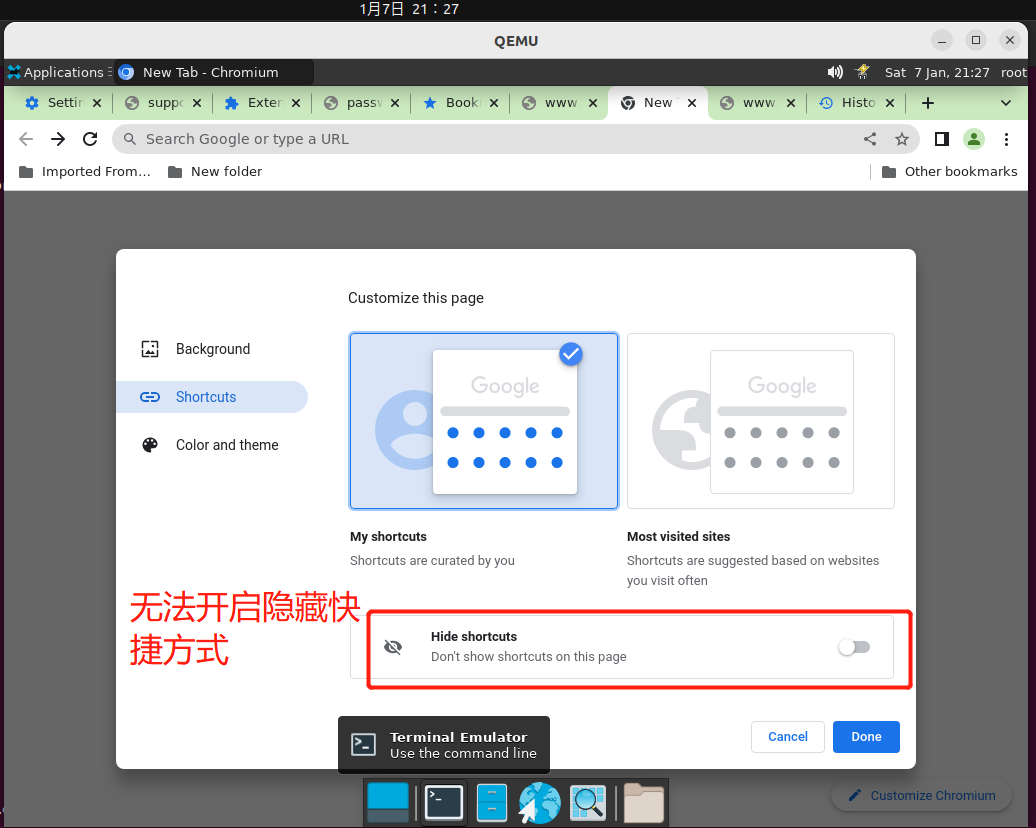 1月7日 21：27
QEMU
Applications
New Tab - Chromium
Sat 7 Jan, 21:27 root
Settin
suppo
Exten
passw
Bookr
www
New T
www.
Histo
Search Google or type a URL
Imported From...
New folder
Other bookmarks
Customize this page
Background
Shortcuts
Color and theme
Google
Google
My shortcuts
Shortcuts are curated by you
Most visited sites
Shortcuts are suggested based on websites
you visit often
无法开启隐藏快
捷方式
Hide shortcuts
Don't show shortcuts on this page
Terminal Emulator
Use the command line
Cancel
Done
Customize Chromium